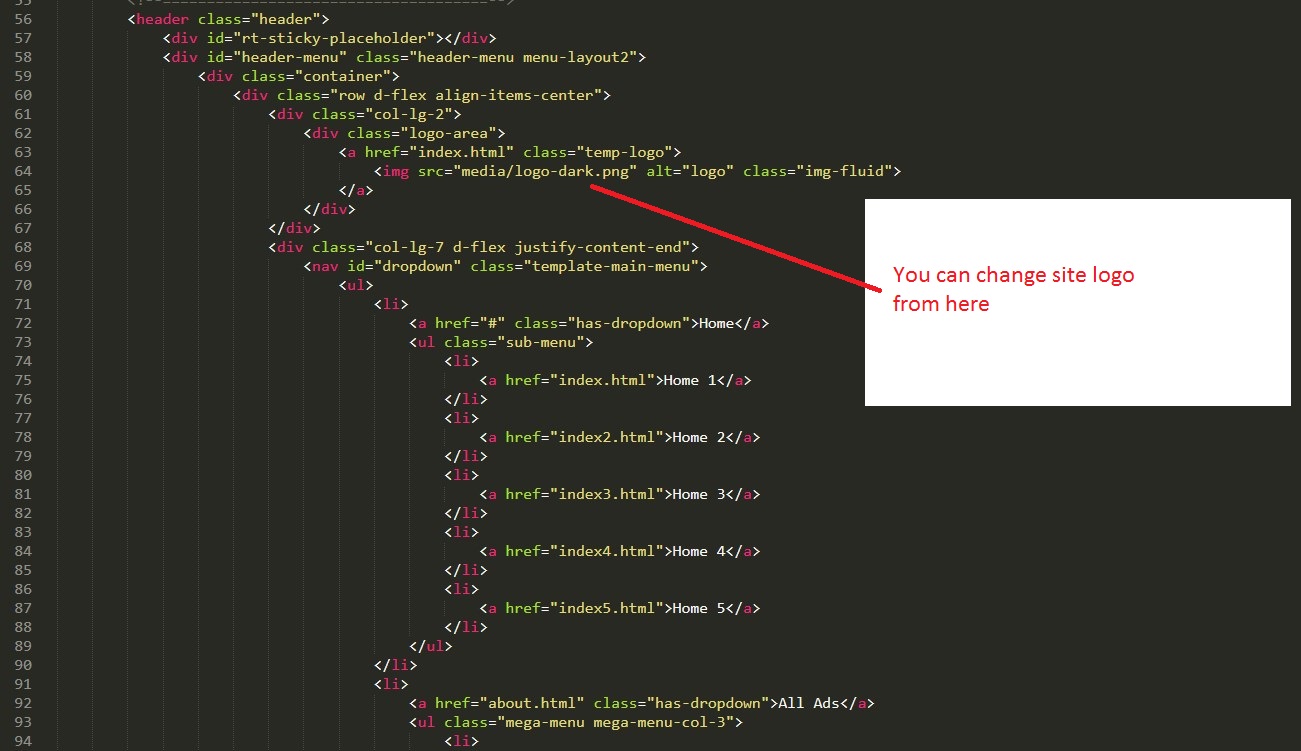 55 <!--=====================================-->
56 <header class="header">
57 <div id="rt-sticky-placeholder"></div>
58 <div id="header-menu" class="header-menu menu-layout2">
59 <div class="container">
60 <div class="row d-flex align-items-center">
61 <div class="col-lg-2">
62 <div class="logo-area">
63 <a href="index.html" class="temp-logo">
64 <img src="media/logo-dark.png" alt="logo" class="img-fluid">
65 </a>
66 </div>
67 </div>
68 <div class="col-lg-7 d-flex justify-content-end">
69 <nav id="dropdown" class="template-main-menu">
70 <ul>
71 <li>
72 <a href="#" class="has-dropdown">Home</a>
73 <ul class="sub-menu">
74 <li>
75 <a href="index.html">Home 1</a>
76 </li>
77 <li>
78 <a href="index2.html">Home 2</a>
79 </li>
80 <li>
81 <a href="index3.html">Home 3</a>
82 </li>
83 <li>
84 <a href="index4.html">Home 4</a>
85 </li>
86 <li>
87 <a href="index5.html">Home 5</a>
88 </li>
89 </ul>
90 </li>
91 <li>
92 <a href="about.html" class="has-dropdown">All Ads</a>
93 <ul class="mega-menu mega-menu-col-3">
94 <li>
You can change site logo
from here